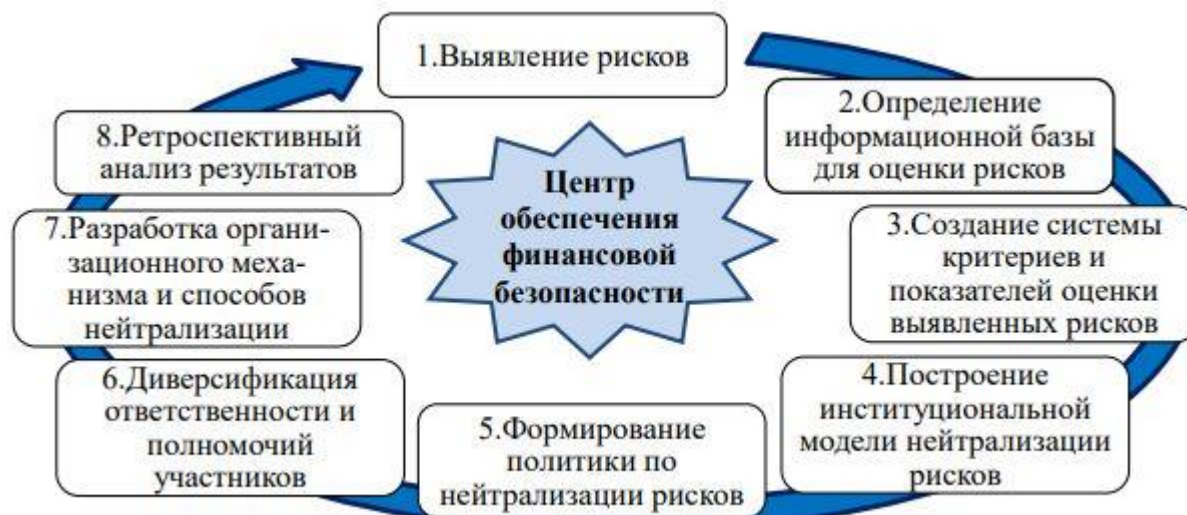 1.Выявление рисков
2.Определение
информационной базы
для оценки рисков
3.Создание системы
критериев и
показателей оценки
выявленных рисков
4.Построение
институциональной
модели нейтрализации
рисков
5.Формирование
политики по
нейтрализации рисков
6.Диверсификация
ответственности и
полномочий
участников
7.Разработка органи-
зационного меха-
низма и способов
нейтрализации
8.Ретроспективный
анализ результатов
Центр
обеспечения
финансовой
безопасности